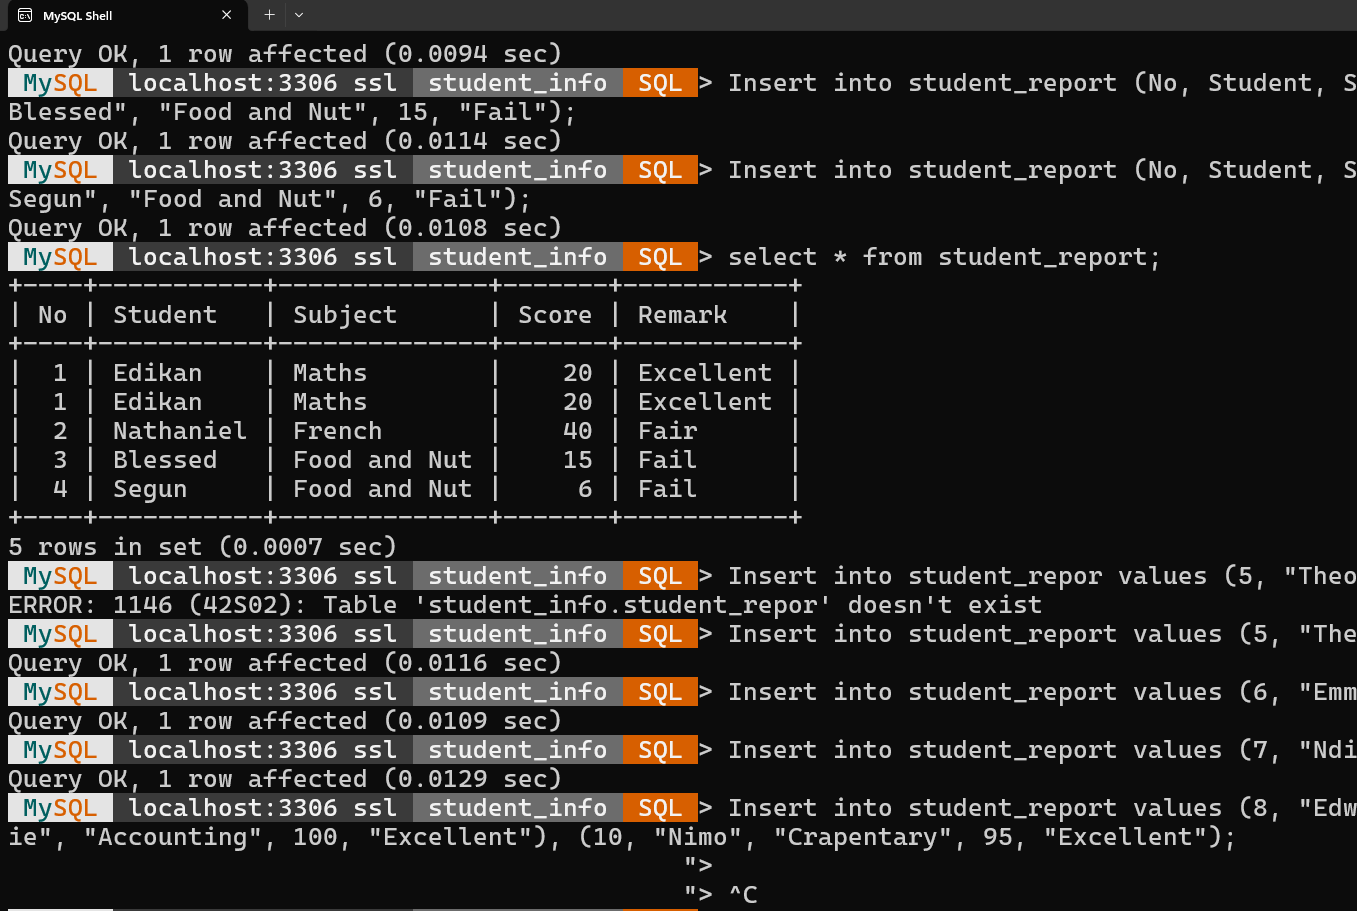 MySQL Shell
Query OK, 1 row affected (0.0094 sec)
MySQL localhost:3306 ssl student_info SQL > Insert into student_report (No, Student, S
Blessed", "Food and Nut", 15, "Fail");
Query OK, 1 row affected (0.0114 sec)
MySQL localhost:3306 ssl student_info SQL > Insert into student_report (No, Student, S
Segun", "Food and Nut", 6, "Fail");
Query OK, 1 row affected (0.0108 sec)
MySQL localhost:3306 ssl student_info SQL > select * from student_report;
+----+-----------+--------------+-------+-----------+
| No | Student   | Subject      | Score | Remark    |
+----+-----------+--------------+-------+-----------+
|  1 | Edikan    | Maths        |    20 | Excellent |
|  1 | Edikan    | Maths        |    20 | Excellent |
|  2 | Nathaniel | French       |    40 | Fair      |
|  3 | Blessed   | Food and Nut |    15 | Fail      |
|  4 | Segun     | Food and Nut |     6 | Fail      |
+----+-----------+--------------+-------+-----------+
5 rows in set (0.0007 sec)
MySQL localhost:3306 ssl student_info SQL > Insert into student_repor values (5, "Theo
ERROR: 1146 (42S02): Table 'student_info.student_repor' doesn't exist
MySQL localhost:3306 ssl student_info SQL > Insert into student_report values (5, "The
Query OK, 1 row affected (0.0116 sec)
MySQL localhost:3306 ssl student_info SQL > Insert into student_report values (6, "Emm
Query OK, 1 row affected (0.0109 sec)
MySQL localhost:3306 ssl student_info SQL > Insert into student_report values (7, "Ndi
Query OK, 1 row affected (0.0129 sec)
MySQL localhost:3306 ssl student_info SQL > Insert into student_report values (8, "Edw
ie", "Accounting", 100, "Excellent"), (10, "Nimo", "Crapentary", 95, "Excellent");
">
"> ^C